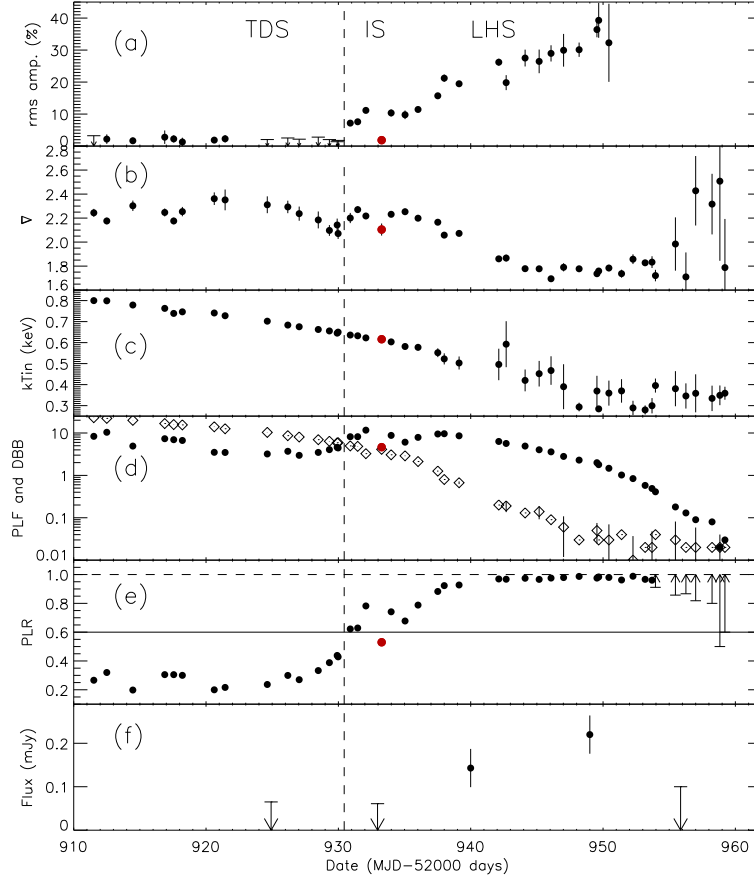 (a) TDS IS LHS
rms amp. (%)
40
30
20
10
0
(b)
∇
2.8
2.6
2.4
2.2
2.0
1.8
1.6
(c)
kTin (keV)
0.8
0.7
0.6
0.5
0.4
0.3
(d)
PLF and DBB
10
1
0.1
0.01
(e)
PLR
1.0
0.8
0.6
0.4
0.2
(f)
Flux (mJy)
0.2
0.1
0
910 920 930 940 950 960
Date (MJD-52000 days)